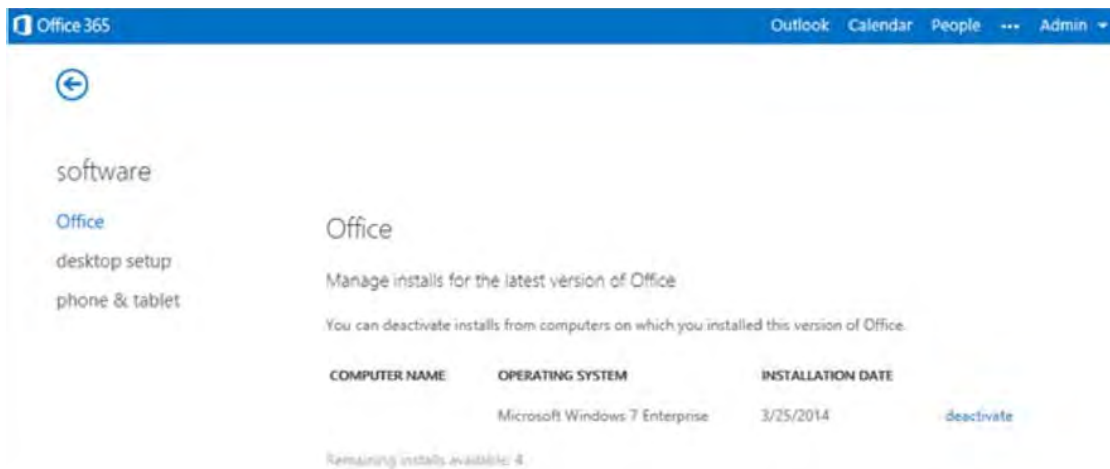 Office 365 Outlook Calendar People ... Admin
software
Office
desktop setup
phone & tablet
Office
Manage installs for the latest version of Office
You can deactivate installs from computers on which you installed this version of Office.
COMPUTER NAME OPERATING SYSTEM INSTALLATION DATE
Microsoft Windows 7 Enterprise 3/25/2014 deactivate
Remaining installs available: 4